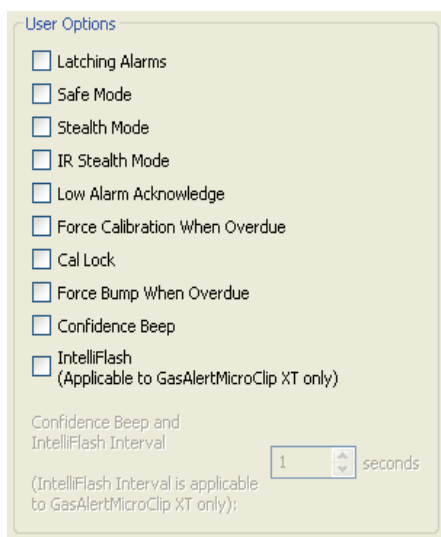 User Options
Latching Alarms
Safe Mode
Stealth Mode
IR Stealth Mode
Low Alarm Acknowledge
Force Calibration When Overdue
Cal Lock
Force Bump When Overdue
Confidence Beep
IntelliFlash
(Applicable to GasAlertMicroClip XT only)
Confidence Beep and
IntelliFlash Interval
1 seconds
(IntelliFlash Interval is applicable
to GasAlertMicroClip XT only):